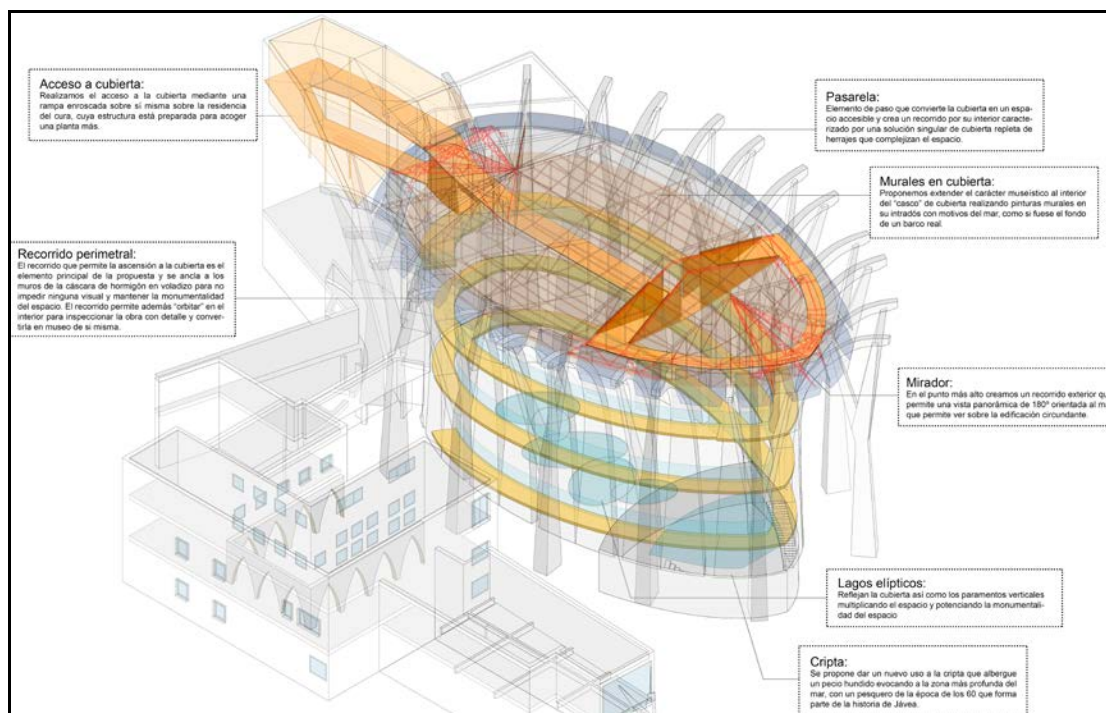 Acceso a cubierta:
Realizamos el acceso a la cubierta mediante una
rampa enroscada sobre sí misma sobre la residencia
del cura, cuya estructura está preparada para acoger
una planta más.
Pasarela:
Elemento de paso que convierte la cubierta en un espa-
cio accesible y crea un recorrido por su interior caracte-
rizado por una solución singular de cubierta repleta de
herrajes que complejizan el espacio.
Murales en cubierta:
Proponemos extender el carácter museístico al interior
del "casco" de cubierta realizando pinturas murales en
su intradós con motivos del mar, como si fuese el fondo
de un barco real.
Recorrido perimetral:
El recorrido que permite la ascensión a la cubierta es el
elemento principal de la propuesta y se ancla a los
muros de la cáscara de hormigón en voladizo para no
impedir ninguna visual y mantener la monumentalidad
del espacio. El recorrido permite además "orbitar" en el
interior para inspeccionar la obra con detalle y conver-
tirla en museo de si misma.
Mirador:
En el punto más alto creamos un recorrido exterior qu
permite una vista panorámica de 180º orientada al m
que permite ver sobre la edificación circundante.
Lagos elípticos:
Reflejan la cubierta así como los paramentos verticales
multiplicando el espacio y potenciando la monumentali-
dad del espacio
Cripta:
Se propone dar un nuevo uso a la cripta que albergue
un pecio hundido evocando a la zona más profunda del
mar, con un pesquero de la época de los 60 que forma
parte de la historia de Jávea.